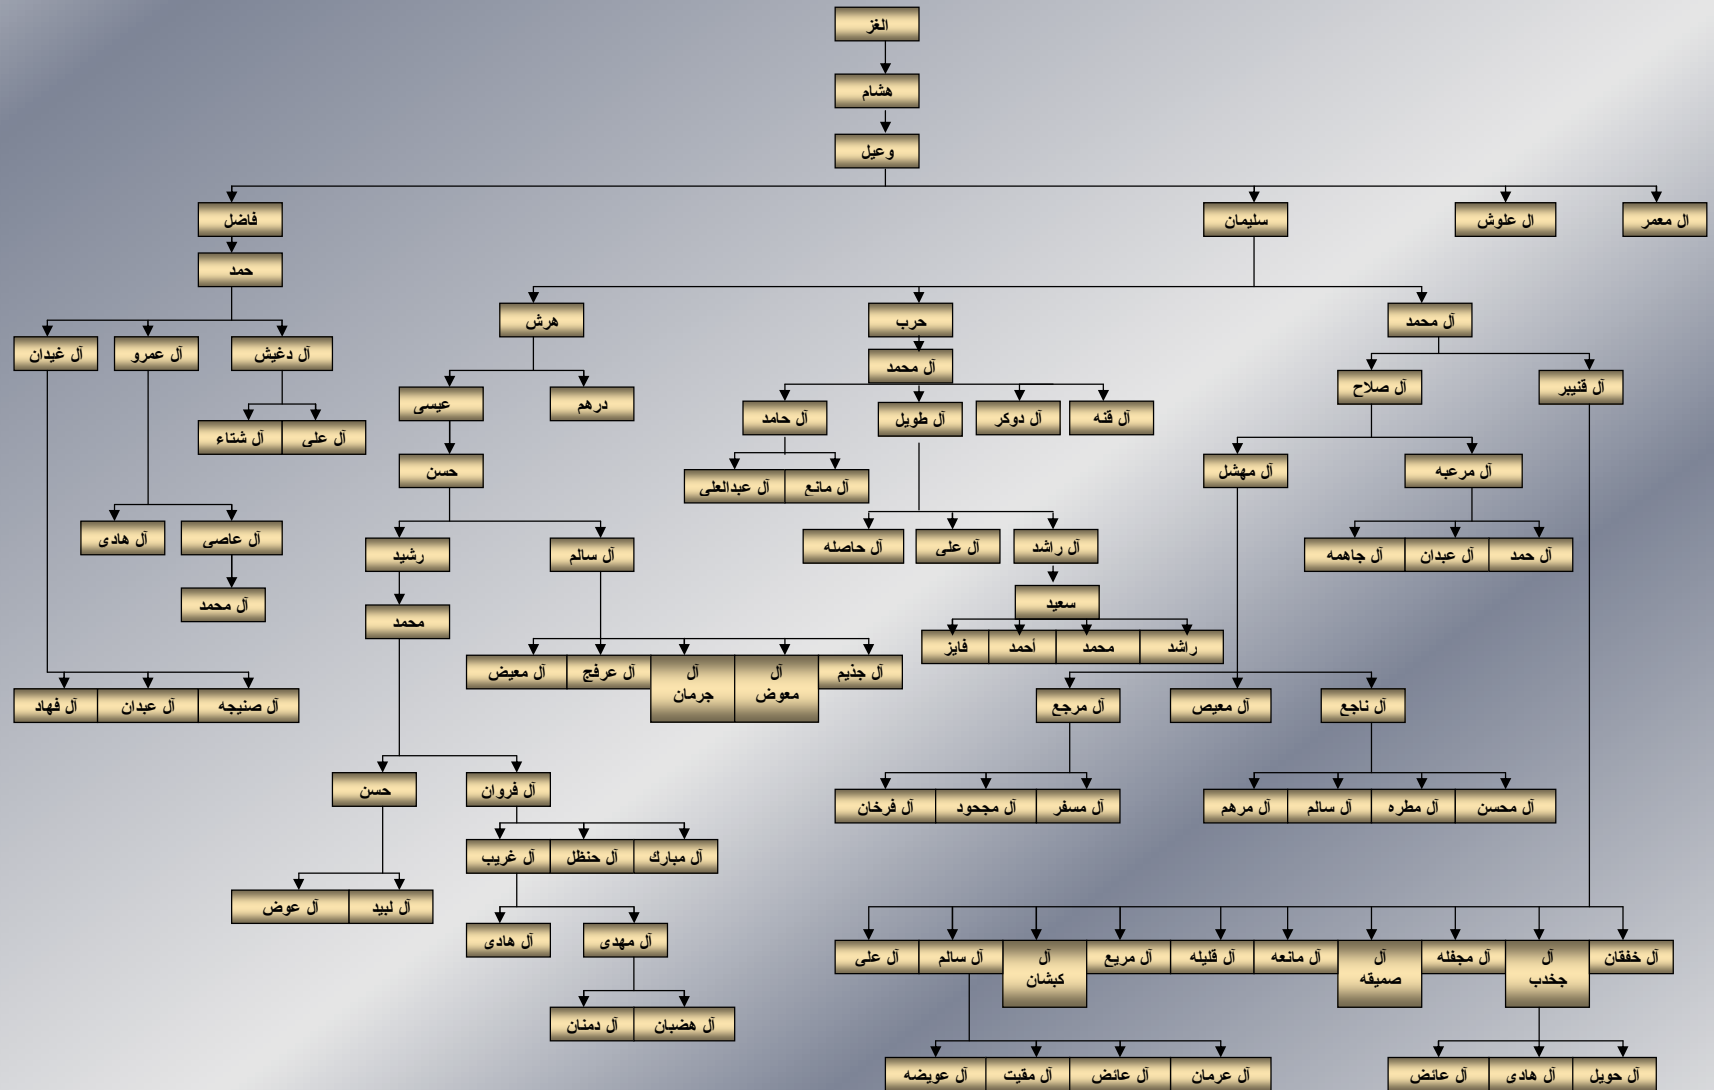 الغز
هشام
وعيل
ال معمر
ال علوش
سليمان
فاضل
حمد
آل محمد
حرب
هرش
آل دغيش
آل عمرو
آل غيدان
آل محمد
آل قنيبر
آل صلاح
درهم
عيسى
آل قنه
آل دوكر
آل طويل
آل حامد
آل على
آل شتاء
آل مرعبه
آل مهشل
حسن
آل مانع
آل عبدالعلى
آل عاصى
آل هادى
آل حمد
آل عبدان
آل جاهمه
آل راشد
آل على
آل حاصله
آل سالم
رشيد
سعيد
آل محمد
محمد
راشد
محمد
أحمد
فايز
آل جذيم
آل
معوض
آل
جرمان
آل عرفج
آل معيض
آل ناجع
آل معيض
آل مرجع
آل صنيجه
آل عبدان
آل فهاد
آل فروان
حسن
آل محسن
آل مطره
آل سالم
آل مرهم
آل مسفر
آل مجحود
آل فرخان
آل مبارك
آل حنظل
آل غريب
آل لبيد
آل عوض
آل مهدى
آل هادى
آل خفقان
آل
جخدب
آل مجفله
آل
صميقه
آل مانعه
آل قليله
آل مريع
آل
كبشان
آل سالم
آل على
آل هضبان
آل دمنان
آل حويل
آل هادى
آل عائض
آل عرمان
آل عائض
آل مقيت
آل عويضه